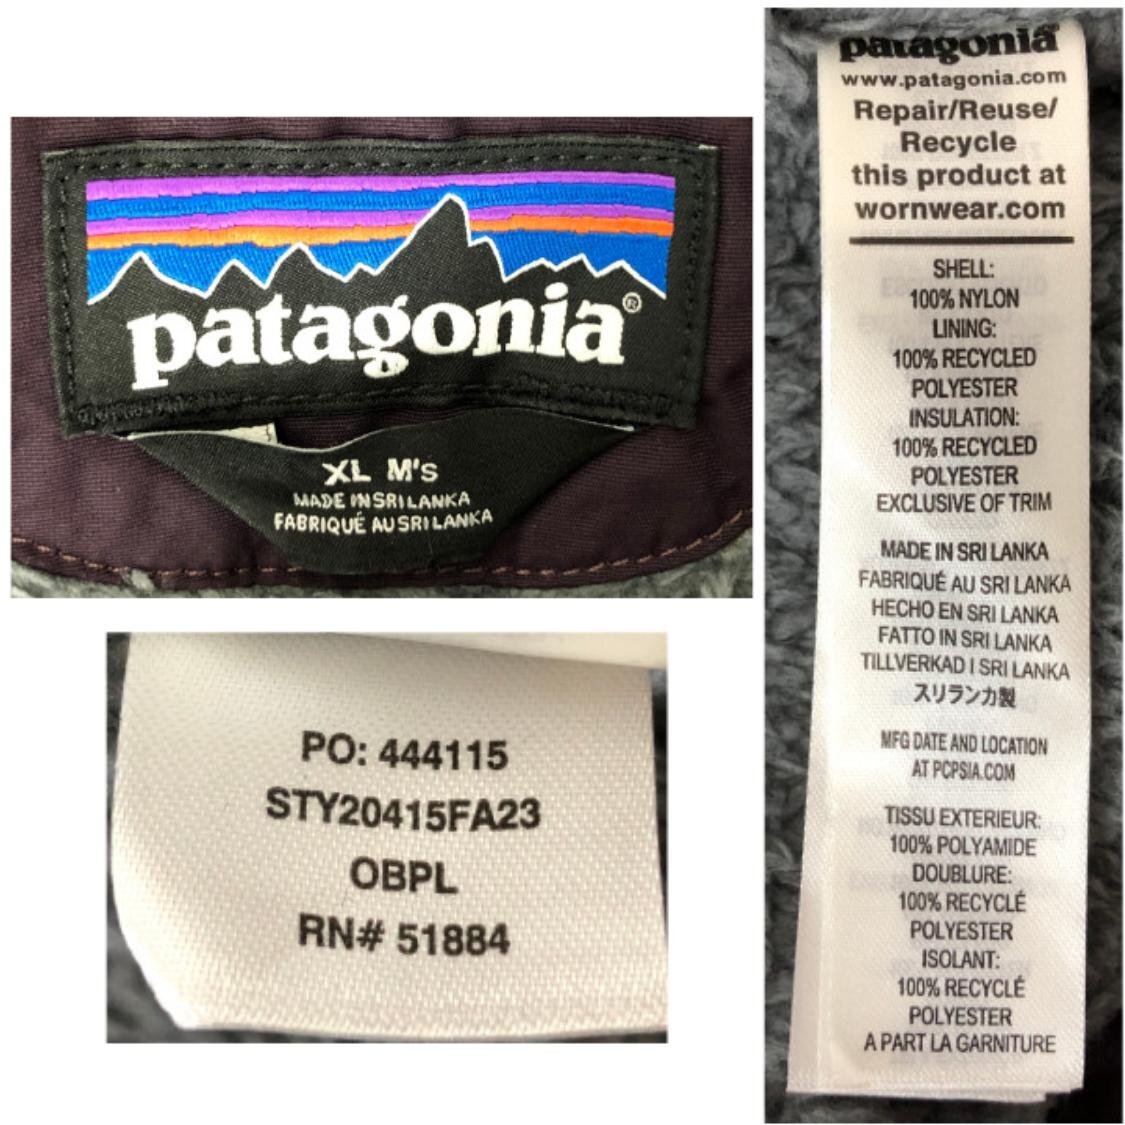 patagonia®
XL M's
MADE IN SRI LANKA
FABRIQUÉ AU SRI LANKA
PO: 444115
STY20415FA23
OBPL
RN# 51884
patagonia®
www.patagonia.com
Repair/Reuse/
Recycle
this product at
wornwear.com
SHELL:
100% NYLON
LINING:
100% RECYCLED
POLYESTER
INSULATION:
100% RECYCLED
POLYESTER
EXCLUSIVE OF TRIM
MADE IN SRI LANKA
FABRIQUÉ AU SRI LANKA
HECHO EN SRI LANKA
FATTO IN SRI LANKA
TILLVERKAD I SRI LANKA
スリランカ製
MFG DATE AND LOCATION
AT PCPSIA.COM
TISSU EXTERIEUR:
100% POLYAMIDE
DOUBLURE:
100% RECYCLÉ
POLYESTER
ISOLANT:
100% RECYCLÉ
POLYESTER
A PART LA GARNITURE